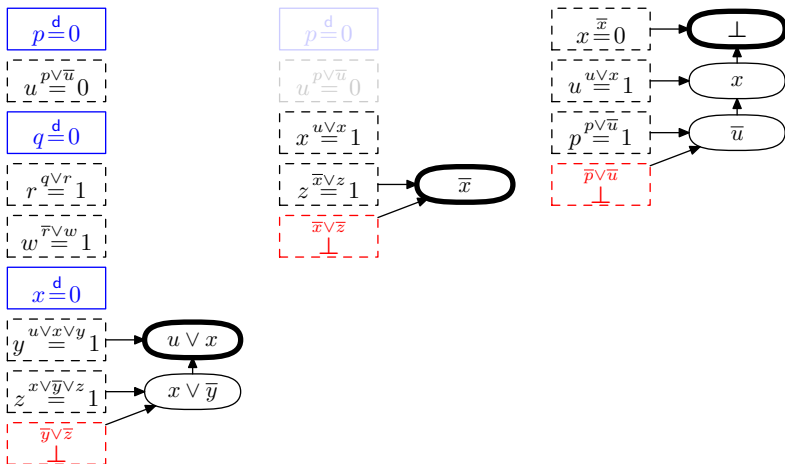 p =^d 0
u =^{p∨u̅} 0
q =^d 0
r =^{q∨r} 1
w =^{r̅∨w} 1
x =^d 0
y =^{u∨x∨y} 1
u ∨ x
z =^{x∨y̅∨z} 1
x ∨ y̅
y̅∨z̅
⊥
p =^d 0
u =^{p∨u̅} 0
x =^{u∨x} 1
z =^{x̅∨z} 1
x̅
x̅∨z̅
⊥
x =^{x̅} 0
⊥
u =^{u∨x} 1
x
p =^{p∨u̅} 1
u̅
p̅∨u̅
⊥